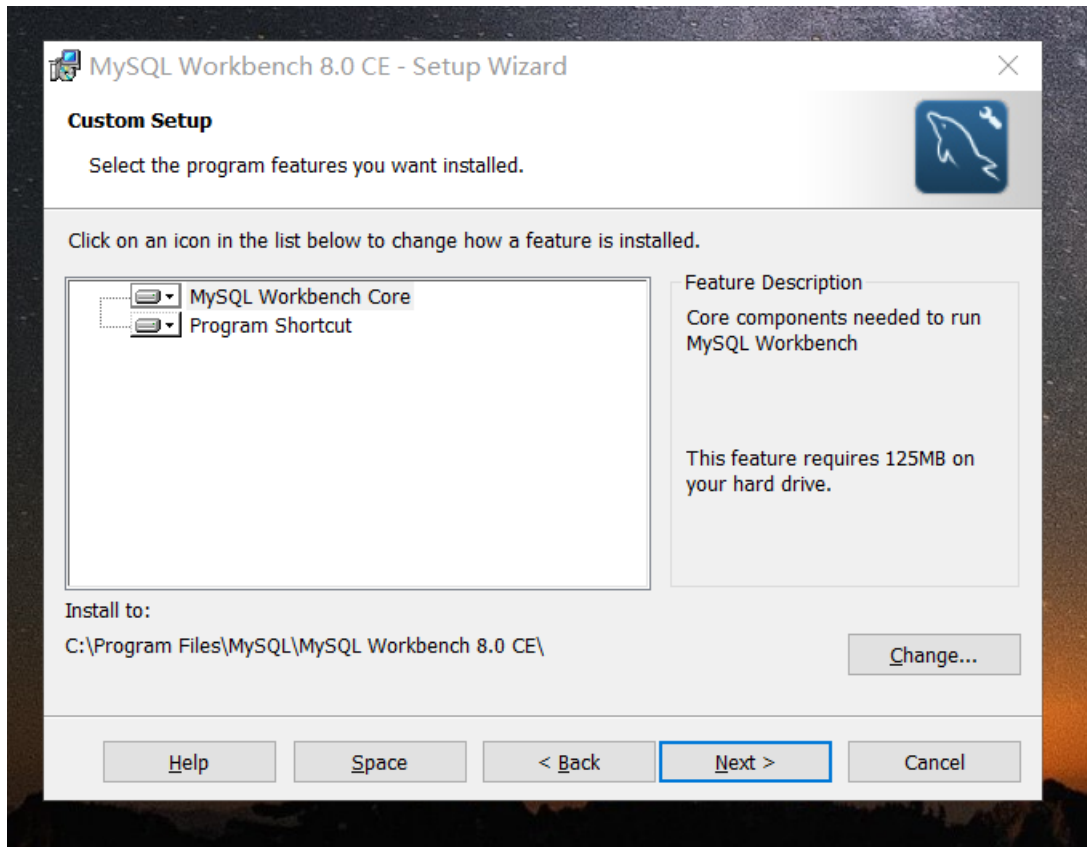 MySQL Workbench 8.0 CE - Setup Wizard
Custom Setup
Select the program features you want installed.
Click on an icon in the list below to change how a feature is installed.
MySQL Workbench Core
Program Shortcut
Feature Description
Core components needed to run
MySQL Workbench
This feature requires 125MB on
your hard drive.
Install to:
C:\Program Files\MySQL\MySQL Workbench 8.0 CE\
Change...
Help
Space
< Back
Next >
Cancel